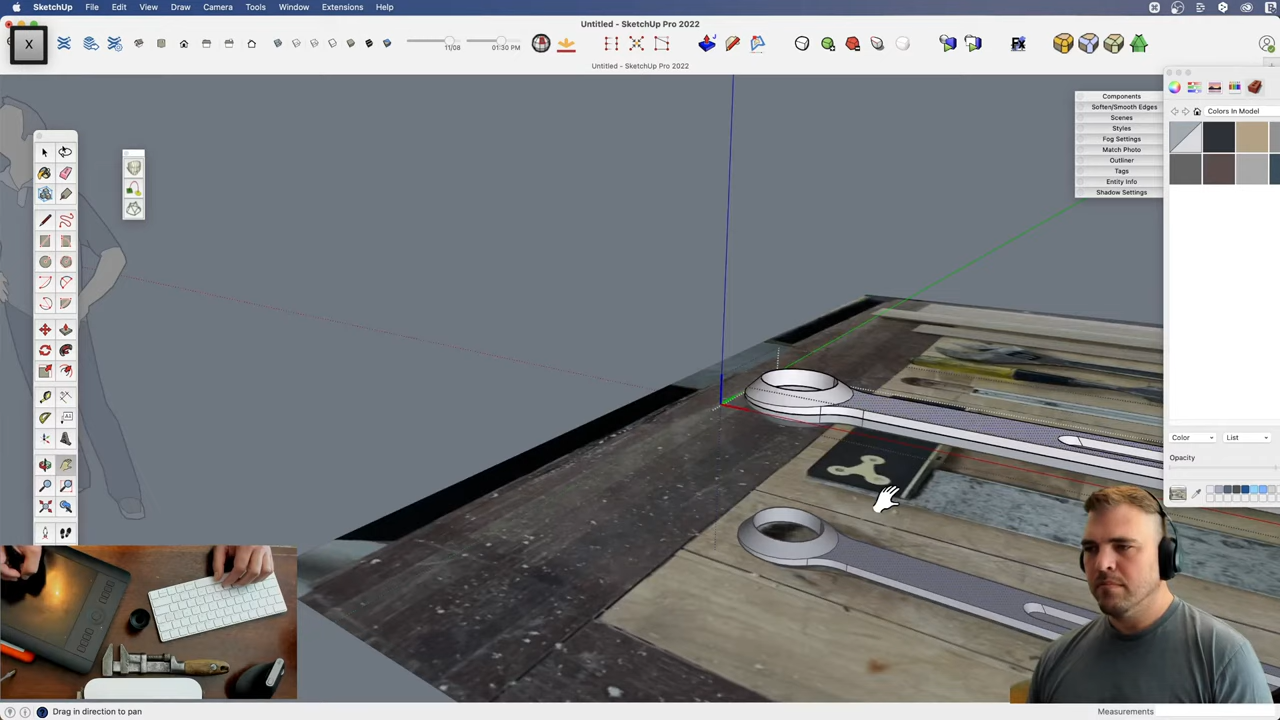 SketchUp File Edit View Draw Camera Tools Window Extensions Help
Untitled - SketchUp Pro 2022
X
11/08
01:30 PM
Untitled - SketchUp Pro 2022
Components
Soften/Smooth Edges
Scenes
Styles
Fog Settings
Match Photo
Outliner
Tags
Entity Info
Shadow Settings
Colors In Model
Color
List
Opacity
Drag in direction to pan
Measurements